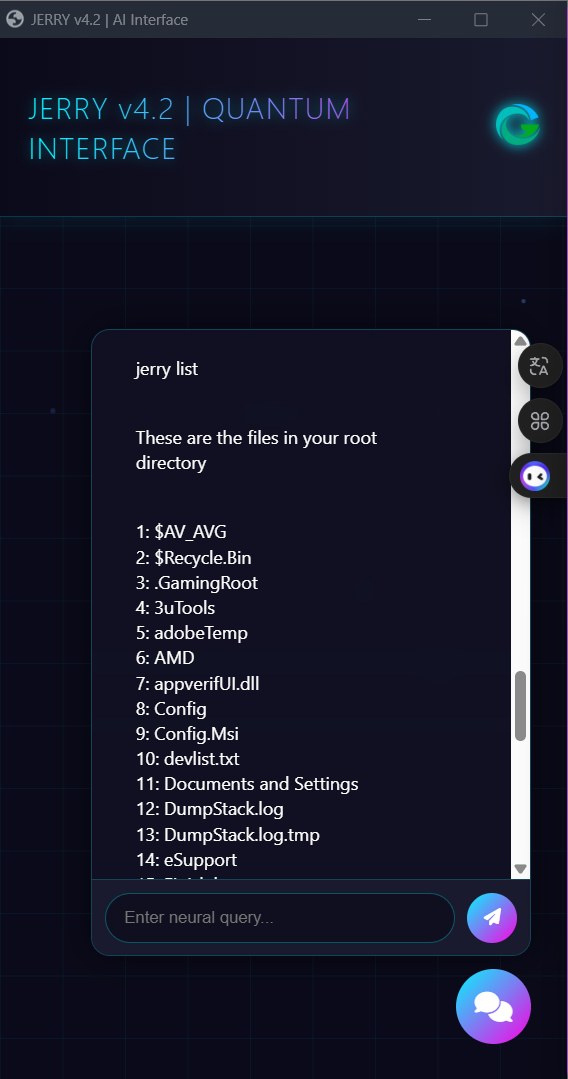 JERRY v4.2 | AI Interface
JERRY v4.2 | QUANTUM
INTERFACE
jerry list
These are the files in your root
directory
1: $AV_AVG
2: $Recycle.Bin
3: .GamingRoot
4: 3uTools
5: adobeTemp
6: AMD
7: appverifUI.dll
8: Config
9: Config.Msi
10: devlist.txt
11: Documents and Settings
12: DumpStack.log
13: DumpStack.log.tmp
14: eSupport
Enter neural query...